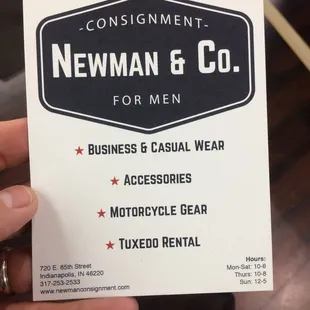 -CONSIGNMENT-
NEWMAN & CO.
FOR MEN
★ BUSINESS & CASUAL WEAR
★ ACCESSORIES
★ MOTORCYCLE GEAR
★ TUXEDO RENTAL
720 E. 65th Street
Indianapolis, IN 46220
317-253-2533
www.newmanconsignment.com
Hours:
Mon-Sat: 10-6
Thurs: 10-8
Sun: 12-5